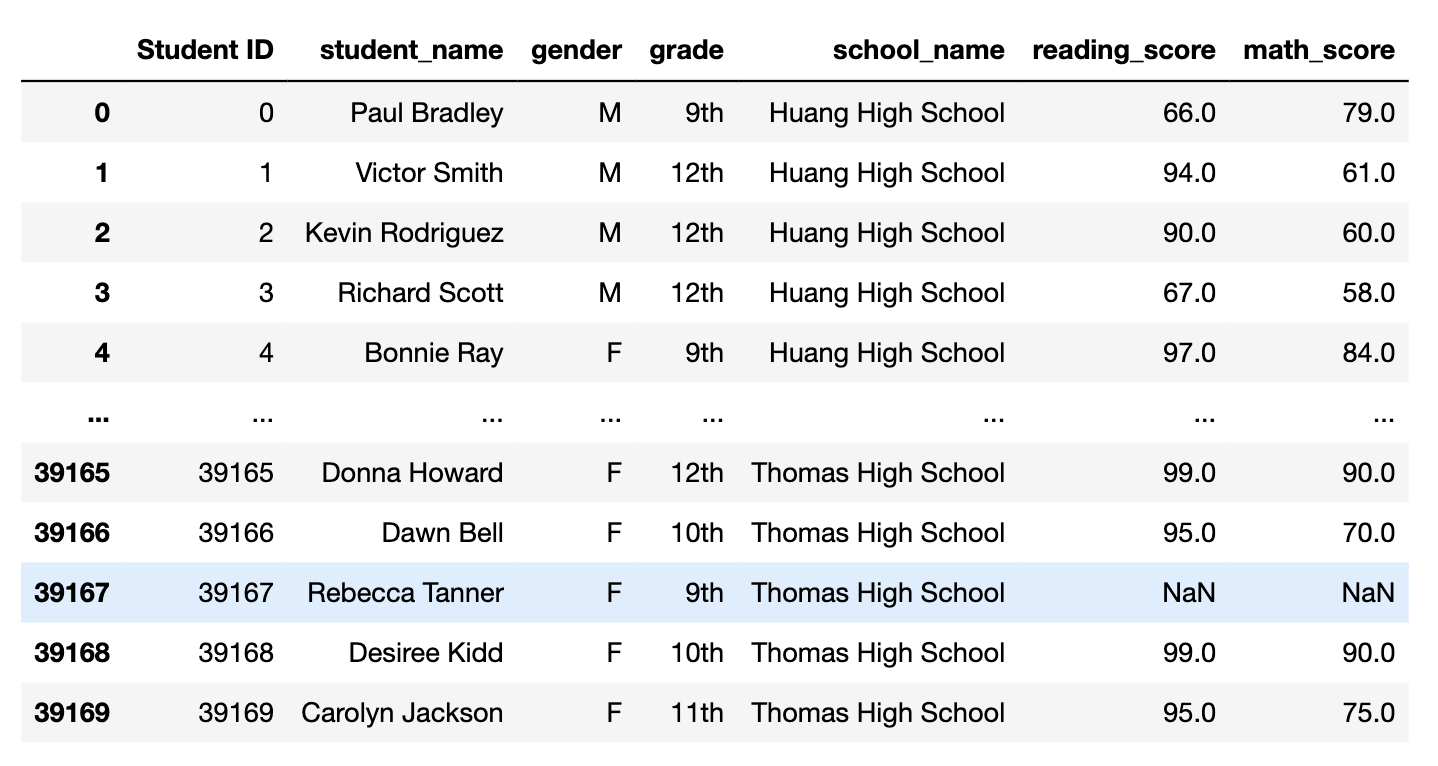 Student ID student_name gender grade school_name reading_score math_score
0 0 Paul Bradley M 9th Huang High School 66.0 79.0
1 1 Victor Smith M 12th Huang High School 94.0 61.0
2 2 Kevin Rodriguez M 12th Huang High School 90.0 60.0
3 3 Richard Scott M 12th Huang High School 67.0 58.0
4 4 Bonnie Ray F 9th Huang High School 97.0 84.0
... ... ... ... ... ... ... ...
39165 39165 Donna Howard F 12th Thomas High School 99.0 90.0
39166 39166 Dawn Bell F 10th Thomas High School 95.0 70.0
39167 39167 Rebecca Tanner F 9th Thomas High School NaN NaN
39168 39168 Desiree Kidd F 10th Thomas High School 99.0 90.0
39169 39169 Carolyn Jackson F 11th Thomas High School 95.0 75.0